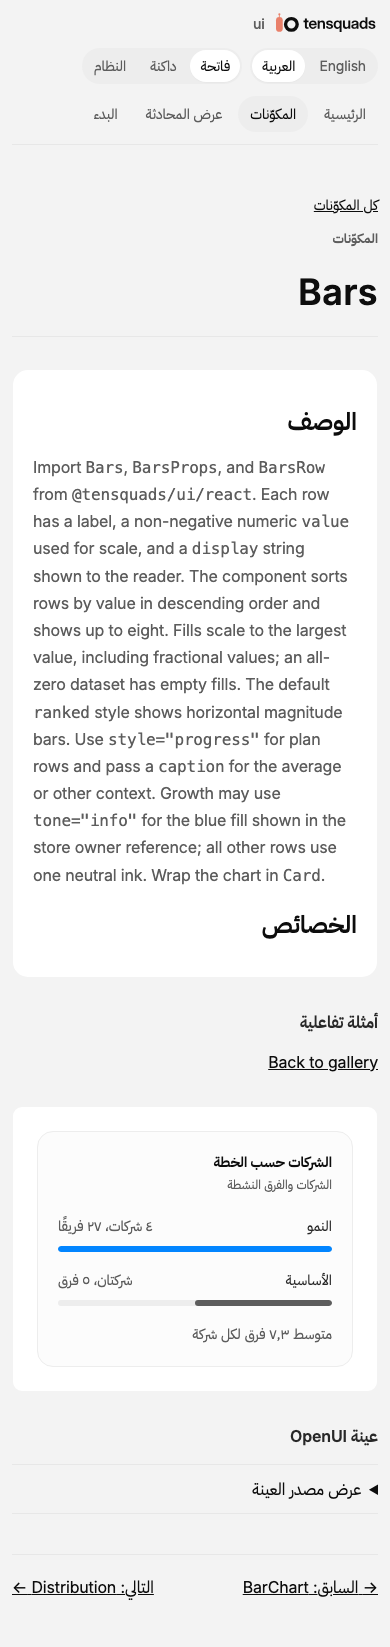 tensquads ui
English العربية فاتحة داكنة النظام
الرئيسية المكوّنات عرض المحادثة البدء
كل المكوّنات
المكوّنات
Bars
الوصف
Import Bars, BarsProps, and BarsRow
from @tensquads/ui/react. Each row
has a label, a non-negative numeric value
used for scale, and a display string
shown to the reader. The component sorts
rows by value in descending order and
shows up to eight. Fills scale to the largest
value, including fractional values; an all-
zero dataset has empty fills. The default
ranked style shows horizontal magnitude
bars. Use style="progress" for plan
rows and pass a caption for the average
or other context. Growth may use
tone="info" for the blue fill shown in the
store owner reference; all other rows use
one neutral ink. Wrap the chart in Card.
الخصائص
أمثلة تفاعلية
Back to gallery
الشركات حسب الخطة
الشركات والفرق النشطة
النمو ٤ شركات، ٢٧ فريقًا
الأساسية شركتان، ٥ فرق
متوسط ٧٫٣ فرق لكل شركة
عينة OpenUI
◀ عرض مصدر العينة
→ السابق: BarChart
التالي: Distribution ←